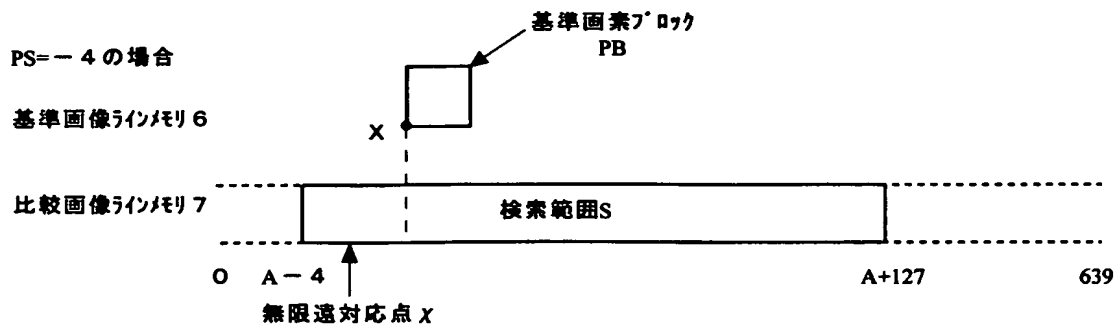 基準画素ﾌﾞﾛｯｸ
PB
PS=－４の場合
基準画像ﾗｲﾝﾒﾓﾘ６
X
比較画像ﾗｲﾝﾒﾓﾘ７
検索範囲S
０ A－４ A+127 639
無限遠対応点χ